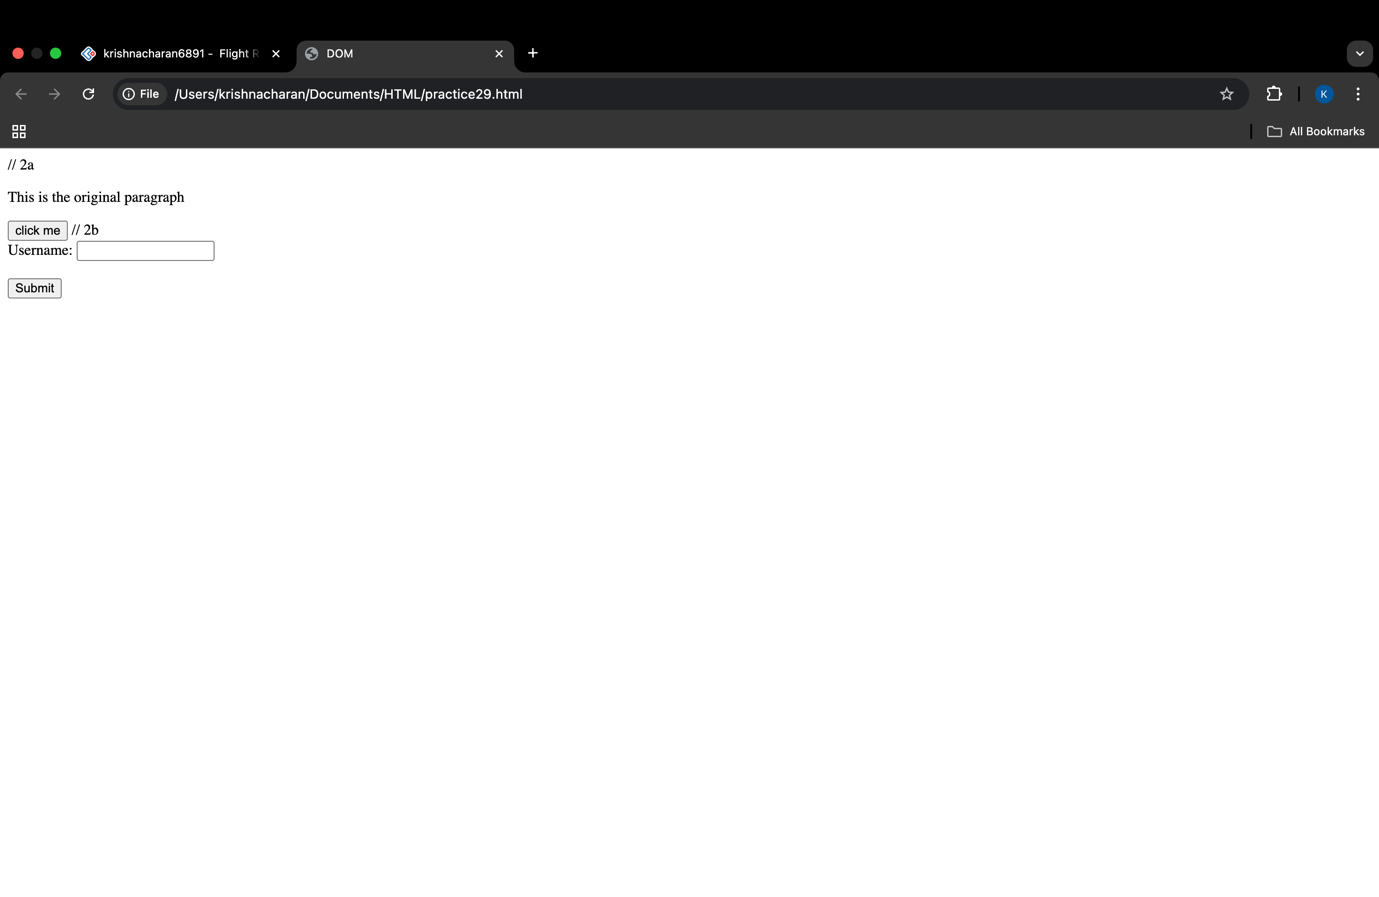 krishnacharan6891 - Flight R
DOM
File
/Users/krishnacharan/Documents/HTML/practice29.html
K
All Bookmarks
// 2a
This is the original paragraph
click me // 2b
Username:
Submit